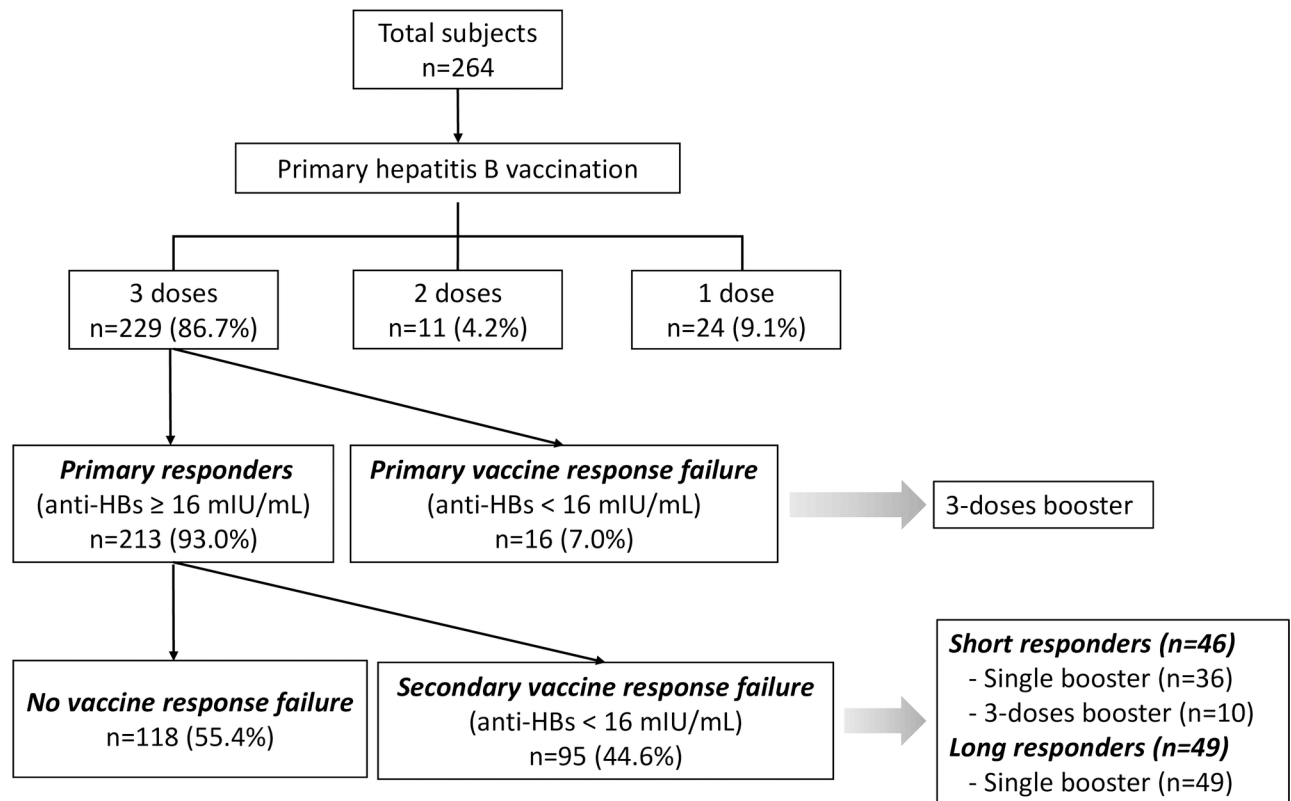 Total subjects
n=264
Primary hepatitis B vaccination
3 doses
n=229 (86.7%)
2 doses
n=11 (4.2%)
1 dose
n=24 (9.1%)
Primary responders
(anti-HBs ≥ 16 mIU/mL)
n=213 (93.0%)
Primary vaccine response failure
(anti-HBs < 16 mIU/mL)
n=16 (7.0%)
3-doses booster
No vaccine response failure
n=118 (55.4%)
Secondary vaccine response failure
(anti-HBs < 16 mIU/mL)
n=95 (44.6%)
Short responders (n=46)
- Single booster (n=36)
- 3-doses booster (n=10)
Long responders (n=49)
- Single booster (n=49)